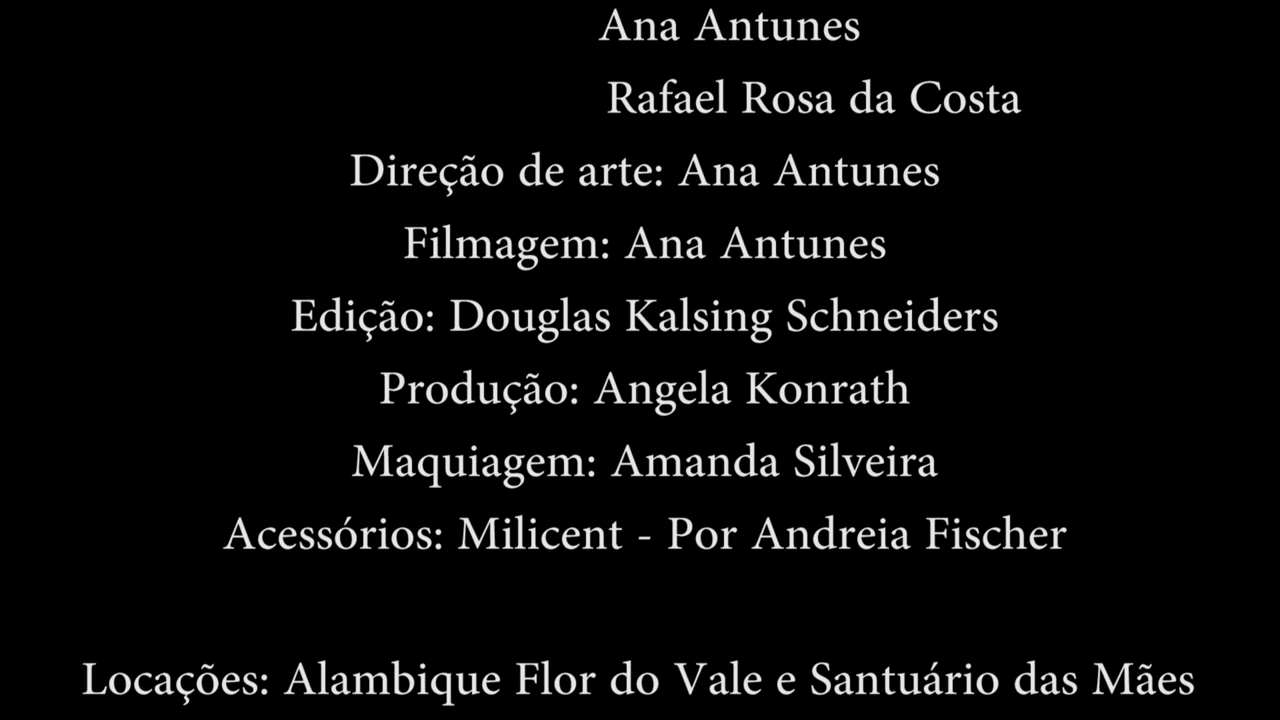 Ana Antunes
Rafael Rosa da Costa
Direção de arte: Ana Antunes
Filmagem: Ana Antunes
Edição: Douglas Kalsing Schneiders
Produção: Angela Konrath
Maquiagem: Amanda Silveira
Acessórios: Milicent - Por Andreia Fischer
Locações: Alambique Flor do Vale e Santuário das Mães